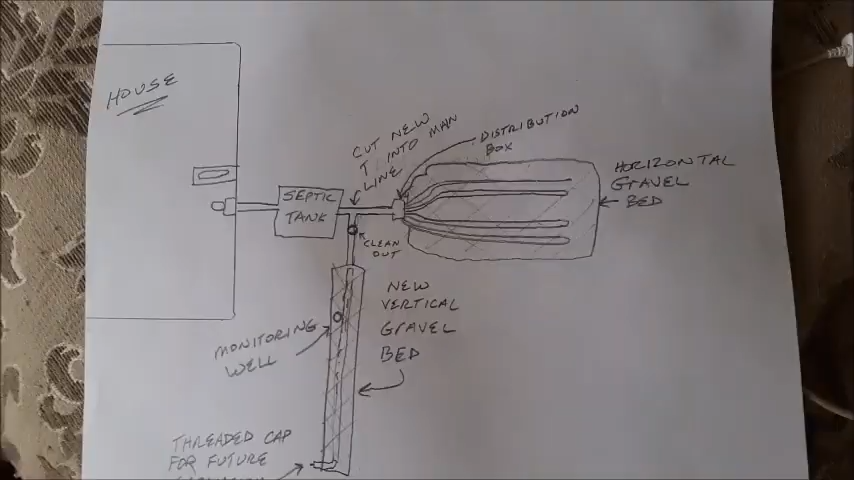 HOUSE
SEPTIC
TANK
CUT NEW
T INTO MAN
LINE
DISTRIBUTION
BOX
HORIZONTAL
GRAVEL
BED
CLEAN
OUT
NEW
VERTICAL
GRAVEL
BED
MONITORING
WELL
THREADED CAP
FOR FUTURE